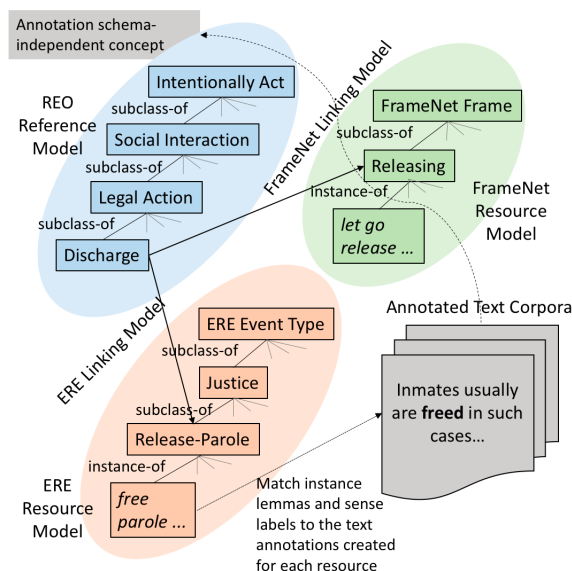 Annotation schema-
independent concept
REO
Reference
Model
Intentionally Act
subclass-of
Social Interaction
subclass-of
Legal Action
subclass-of
Discharge
FrameNet Linking Model
FrameNet Frame
subclass-of
Releasing
instance-of
let go
release ...
FrameNet
Resource
Model
ERE Linking Model
ERE Event Type
subclass-of
Justice
subclass-of
Release-Parole
instance-of
free
parole ...
ERE
Resource
Model
Annotated Text Corpora
Inmates usually
are freed in such
cases...
Match instance
lemmas and sense
labels to the text
annotations created
for each resource